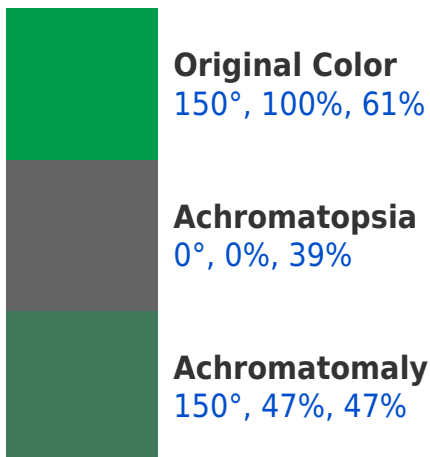 Original Color
150°, 100%, 61%
Achromatopsia
0°, 0%, 39%
Achromatomaly
150°, 47%, 47%